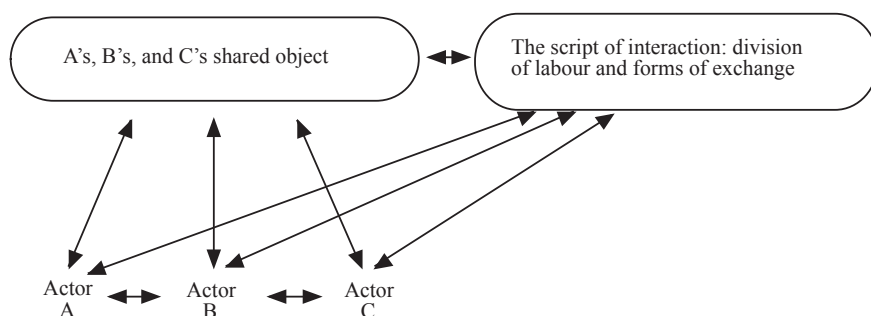 A's, B's, and C's shared object
The script of interaction: division
of labour and forms of exchange
Actor
A
Actor
B
Actor
C